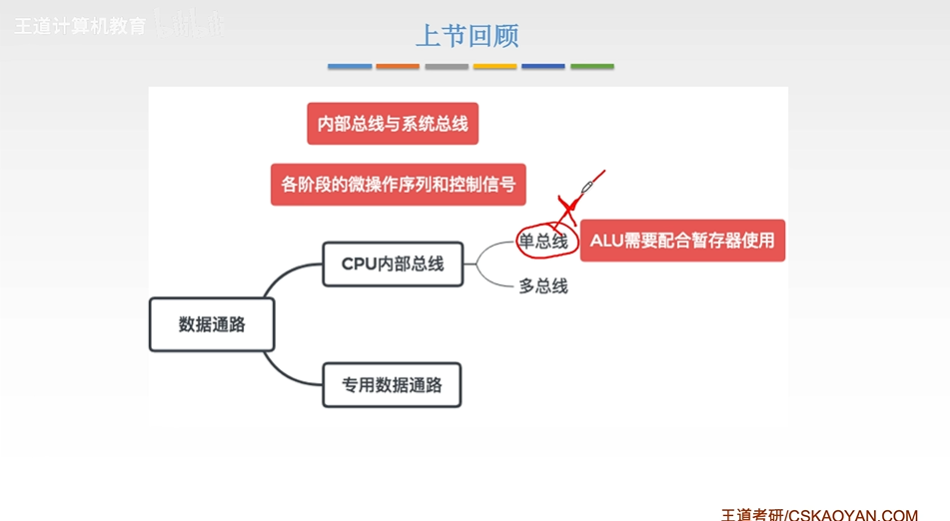 王道计算机教育
上节回顾
内部总线与系统总线
各阶段的微操作序列和控制信号
单总线
ALU需要配合暂存器使用
CPU内部总线
多总线
数据通路
专用数据通路
王道考研/CSKAOYAN.COM